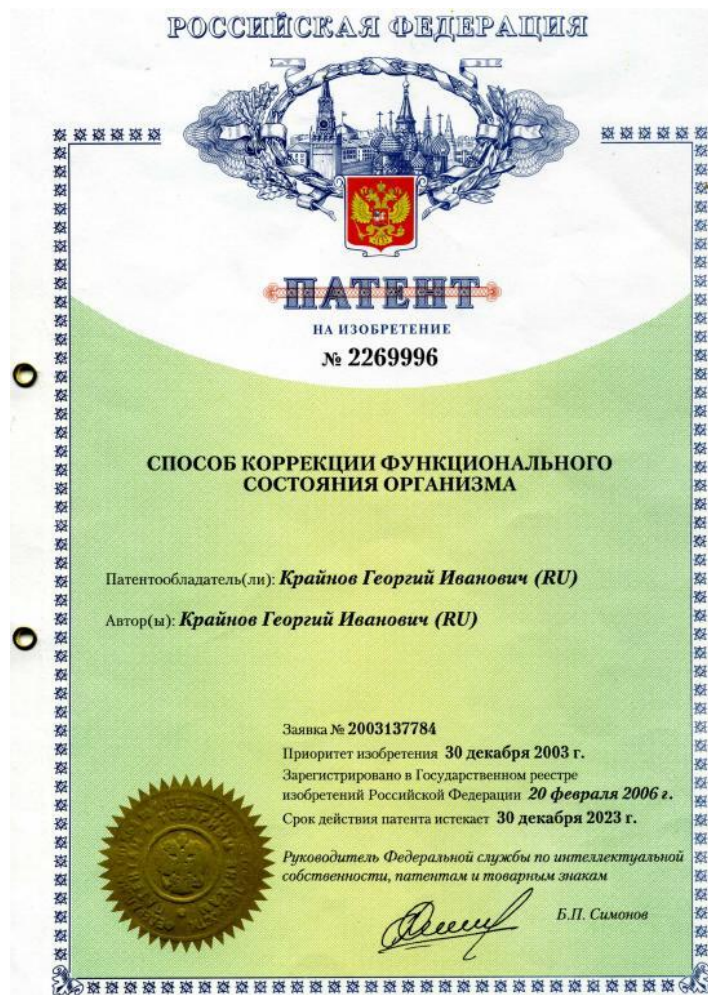 РОССИЙСКАЯ ФЕДЕРАЦИЯ
ПАТЕНТ
НА ИЗОБРЕТЕНИЕ
№ 2269996
СПОСОБ КОРРЕКЦИИ ФУНКЦИОНАЛЬНОГО
СОСТОЯНИЯ ОРГАНИЗМА
Патентообладатель(ли): Крайнов Георгий Иванович (RU)
Автор(ы): Крайнов Георгий Иванович (RU)
Заявка № 2003137784
Приоритет изобретения 30 декабря 2003 г.
Зарегистрировано в Государственном реестре
изобретений Российской Федерации 20 февраля 2006 г.
Срок действия патента истекает 30 декабря 2023 г.
Руководитель Федеральной службы по интеллектуальной
собственности, патентам и товарным знакам
Б.П. Симонов